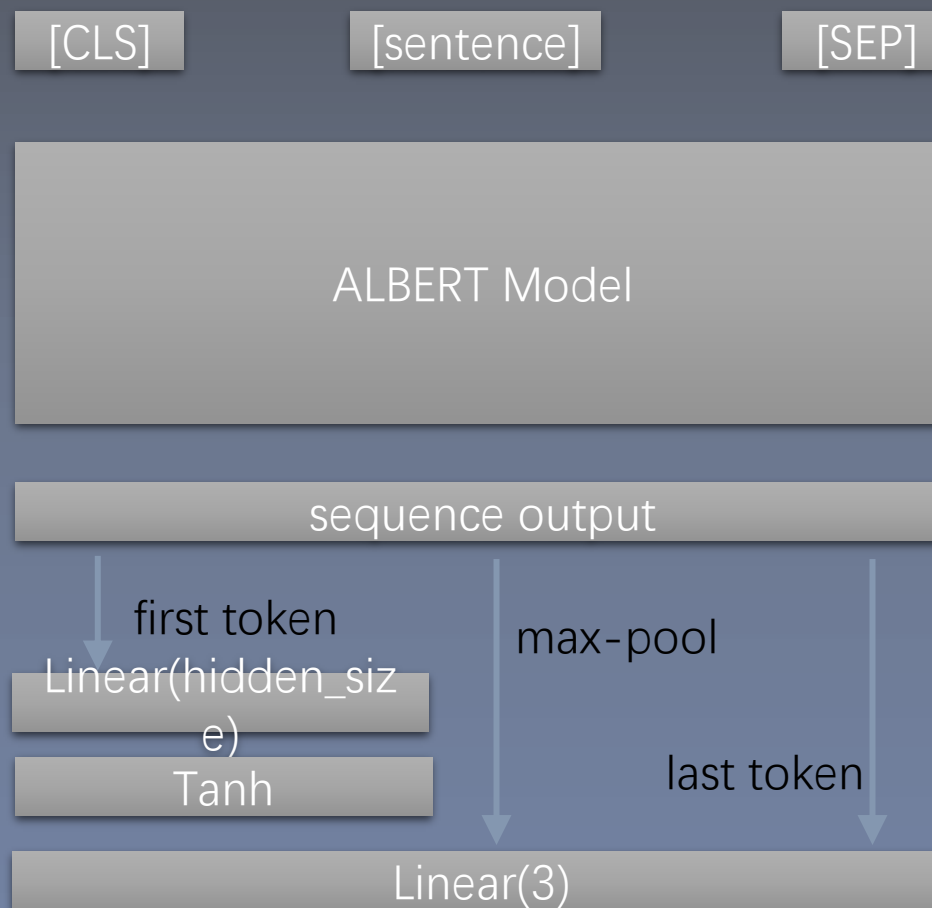 [CLS]
[sentence]
[SEP]
ALBERT Model
sequence output
first token
max-pool
Linear(hidden_siz
e)
last token
Tanh
Linear(3)